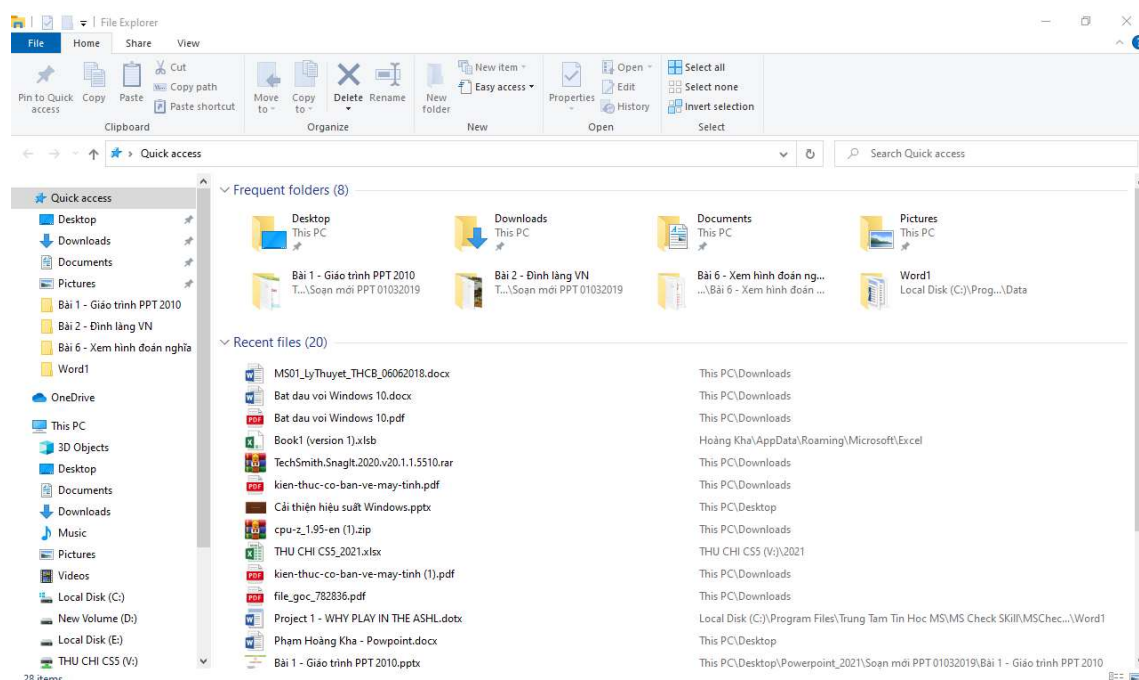 File Explorer
File Home Share View
Pin to Quick access
Copy
Paste
Cut
Copy path
Paste shortcut
Clipboard
Move to
Copy to
Delete
Rename
Organize
New folder
New item
Easy access
New
Properties
Open
Edit
History
Open
Select all
Select none
Invert selection
Select
Quick access
Search Quick access
Quick access
Desktop
Downloads
Documents
Pictures
Bài 1 - Giáo trình PPT 2010
Bài 2 - Đình làng VN
Bài 6 - Xem hình đoán nghĩa
Word1
OneDrive
This PC
3D Objects
Desktop
Documents
Downloads
Music
Pictures
Videos
Local Disk (C:)
New Volume (D:)
Local Disk (E:)
THU CHI CS5 (V:)
Frequent folders (8)
Desktop
This PC
Downloads
This PC
Documents
This PC
Pictures
This PC
Bài 1 - Giáo trình PPT 2010
T...\Soạn mới PPT 01032019
Bài 2 - Đình làng VN
T...\Soạn mới PPT 01032019
Bài 6 - Xem hình đoán ng...
...\Bài 6 - Xem hình đoán ...
Word1
Local Disk (C:)\Prog...\Data
Recent files (20)
MS01_LyThuyet_THCB_06062018.docx This PC\Downloads
Bat dau voi Windows 10.docx This PC\Downloads
Bat dau voi Windows 10.pdf This PC\Downloads
Book1 (version 1).xlsb Hoàng Kha\AppData\Roaming\Microsoft\Excel
TechSmith.SnagIt.2020.v20.1.1.5510.rar This PC\Downloads
kien-thuc-co-ban-ve-may-tinh.pdf This PC\Downloads
Cải thiện hiệu suất Windows.pptx This PC\Desktop
cpu-z_1.95-en (1).zip This PC\Downloads
THU CHI CS5_2021.xlsx THU CHI CS5 (V:)\2021
kien-thuc-co-ban-ve-may-tinh (1).pdf This PC\Downloads
file_goc_782836.pdf This PC\Downloads
Project 1 - WHY PLAY IN THE ASHL.dotx Local Disk (C:)\Program Files\Trung Tam Tin Hoc MS\MS Check SKill\MSChec...\Word1
Phạm Hoàng Kha - Powpoint.docx This PC\Desktop
Bài 1 - Giáo trình PPT 2010.pptx This PC\Desktop\Powerpoint_2021\Soạn mới PPT 01032019\Bài 1 - Giáo trình PPT 2010
28 items